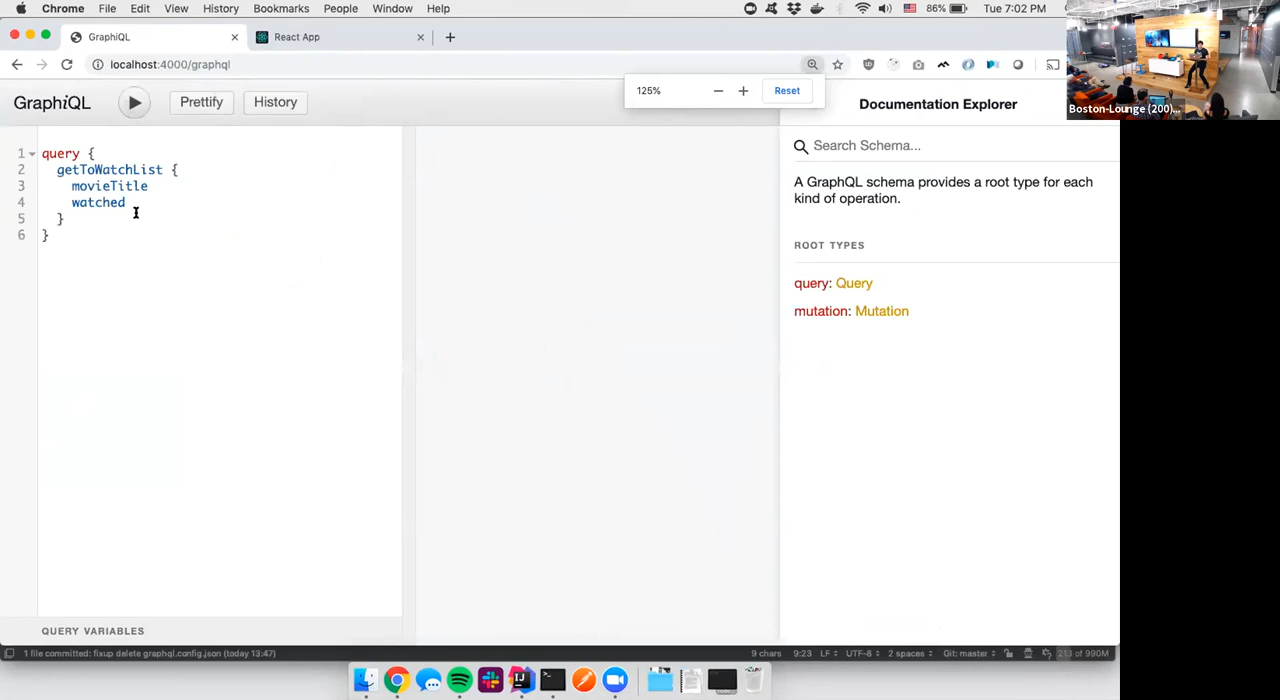 Chrome File Edit View History Bookmarks People Window Help 86% Tue 7:02 PM
GraphiQL React App
localhost:4000/graphql
125% Reset
GraphiQL Prettify History
Documentation Explorer
Boston-Lounge (200)...
Search Schema...
A GraphQL schema provides a root type for each
kind of operation.
ROOT TYPES
query: Query
mutation: Mutation
1 query {
2 getToWatchList {
3 movieTitle
4 watched
5 }
6 }
QUERY VARIABLES
1 file committed: fixup delete graphql.config.json (today 13:47) 9 chars 9:23 LF UTF-8 2 spaces Git: master 213 of 990M